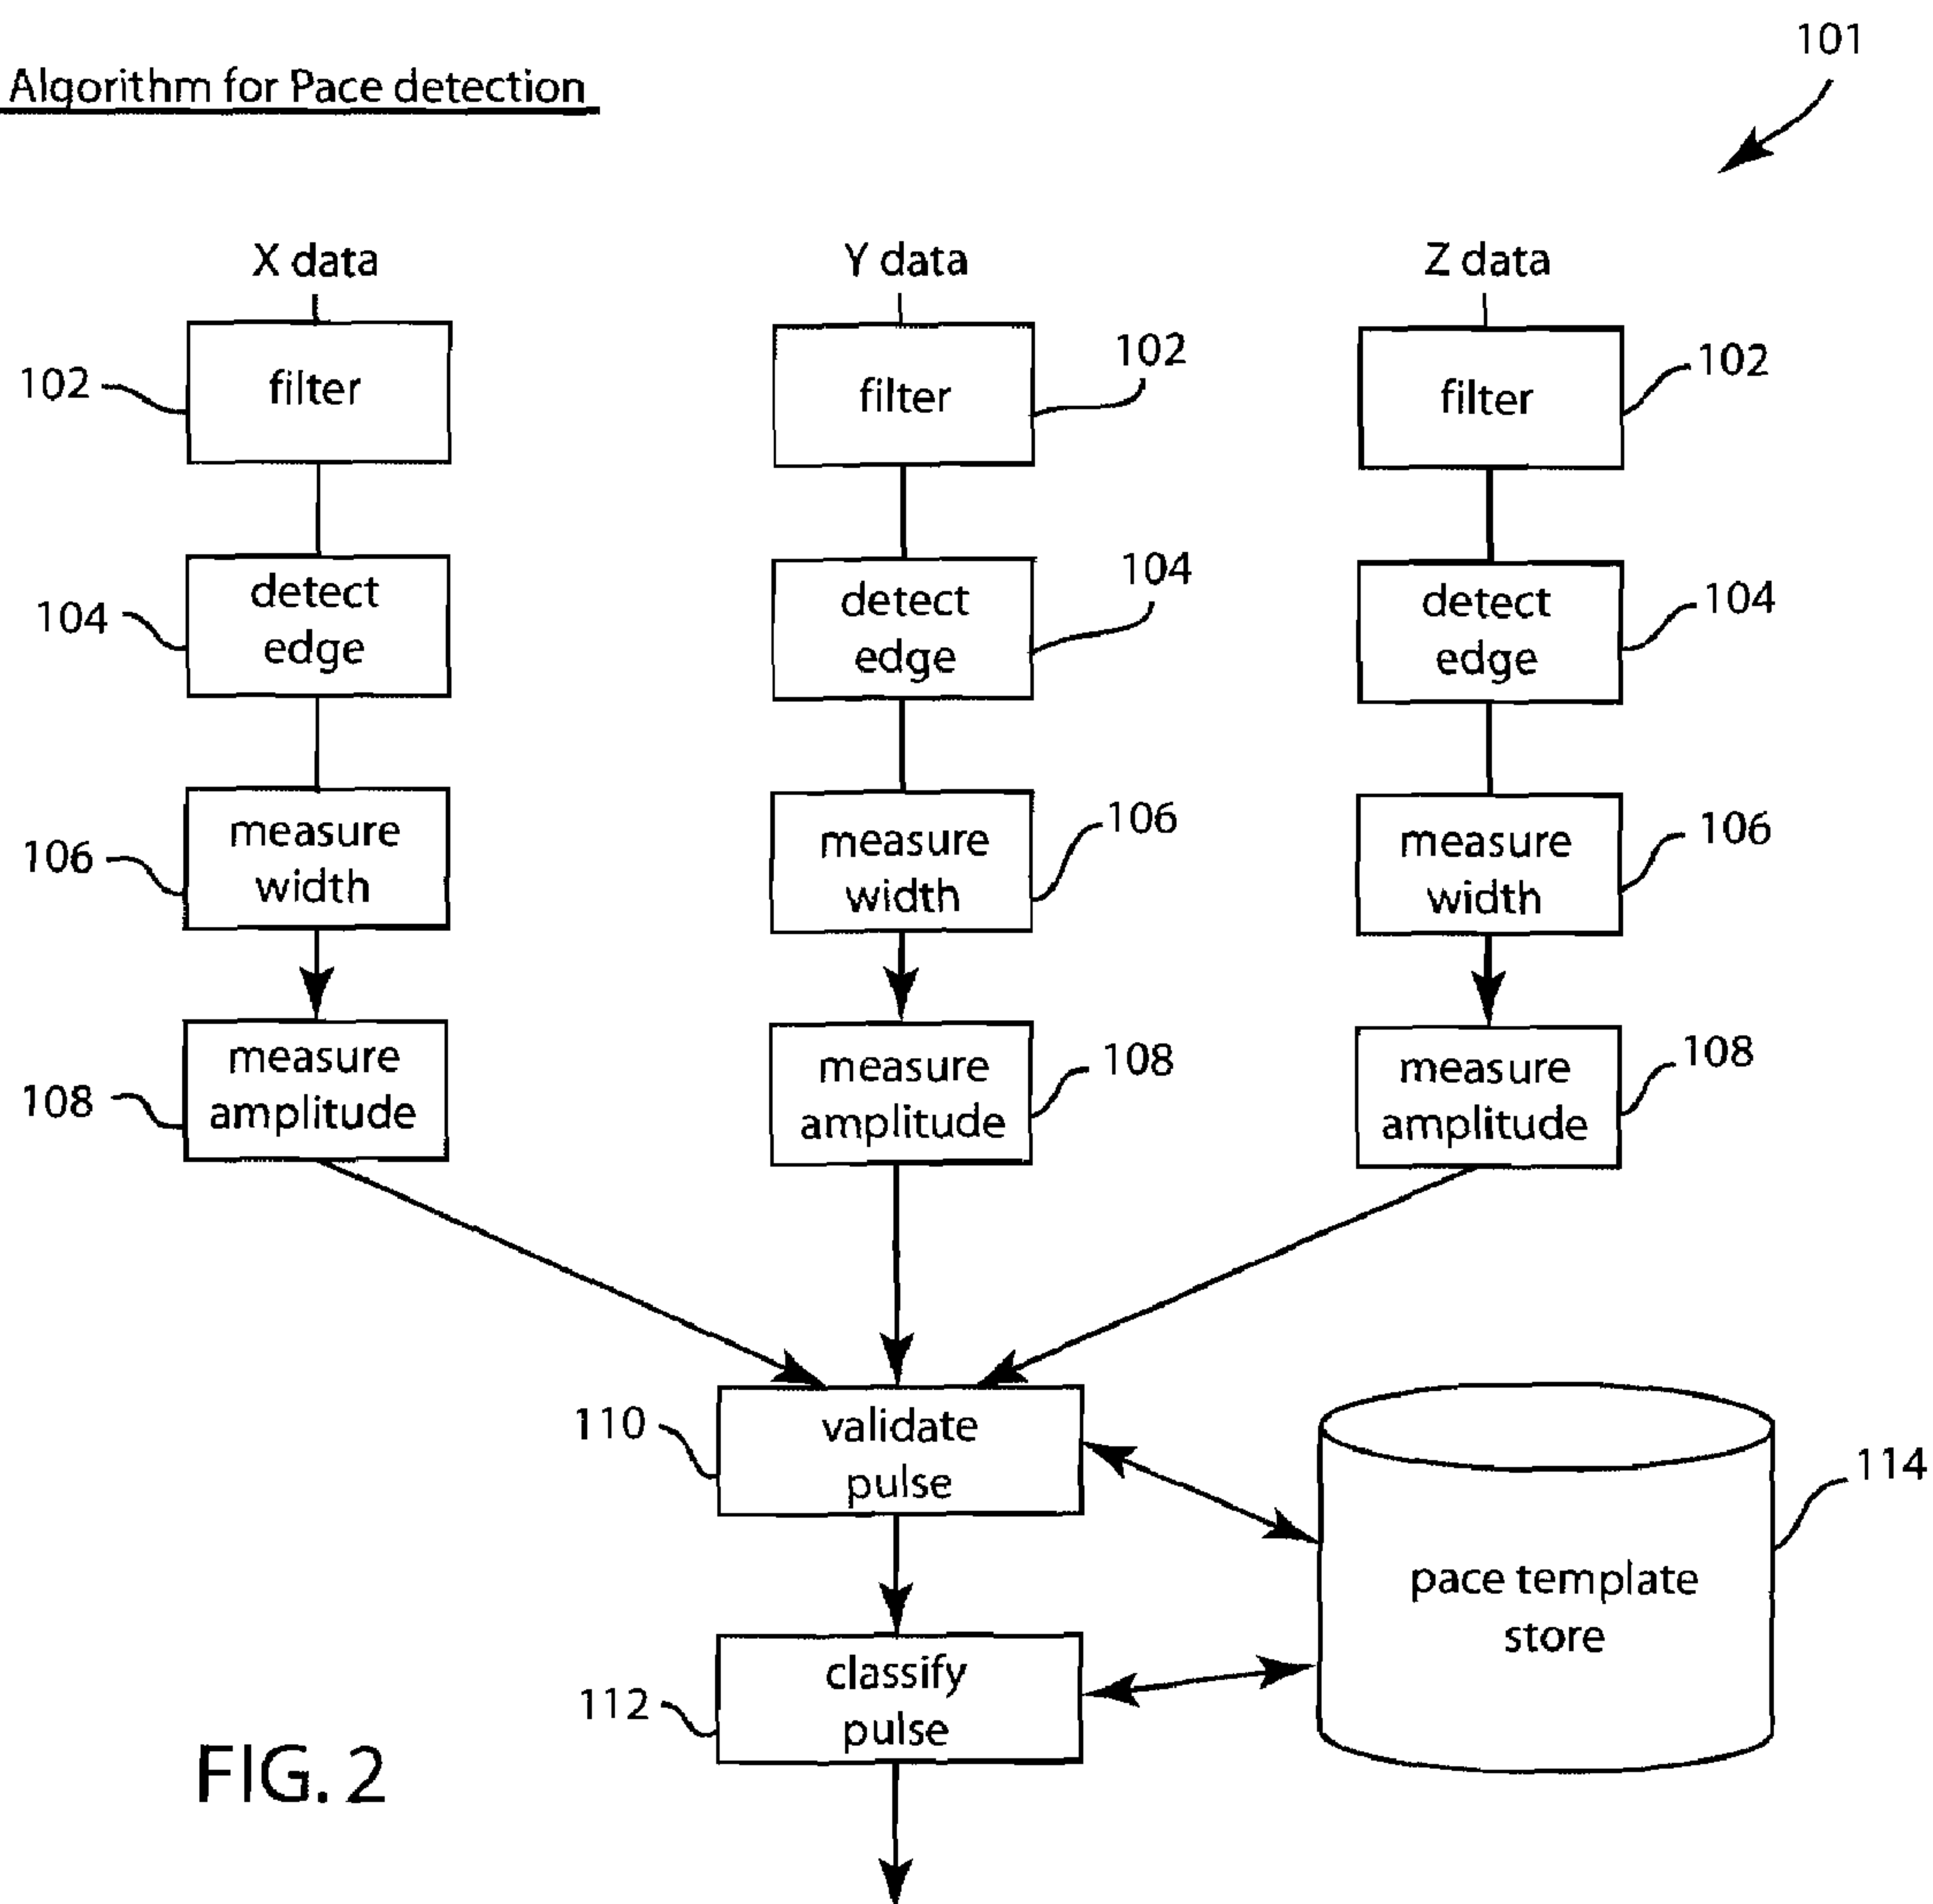 Algorithm for Pace detection
101
X data
Y data
Z data
102
filter
filter
102
filter
102
104
detect
edge
detect
edge
104
detect
edge
104
106
measure
width
measure
width
106
measure
width
106
108
measure
amplitude
measure
amplitude
108
measure
amplitude
108
110
validate
pulse
114
pace template
store
112
classify
pulse
FIG. 2